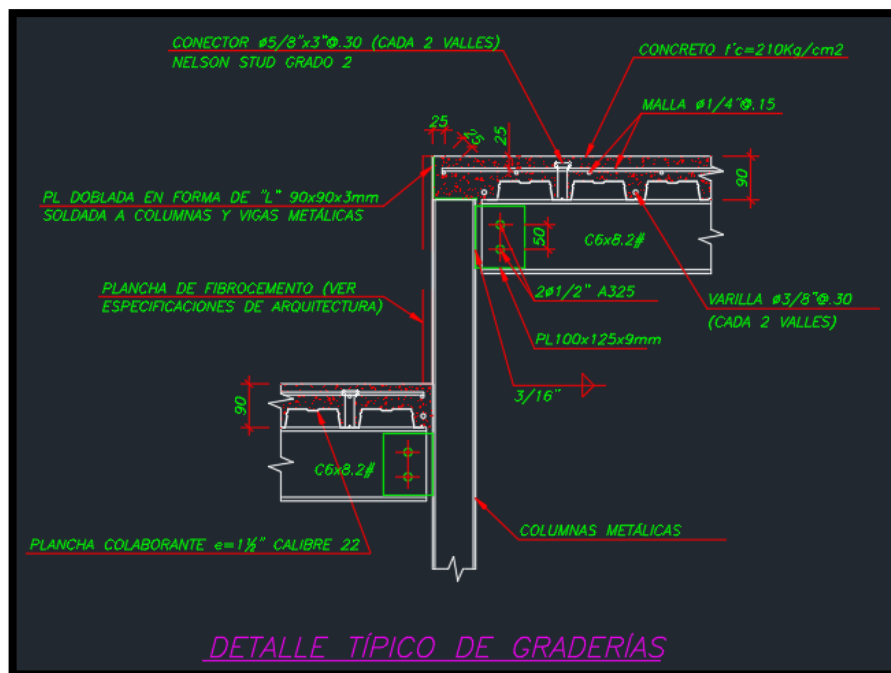 CONECTOR ø5/8"x3"@.30 (CADA 2 VALLES)
NELSON STUD GRADO 2
CONCRETO f'c=210Kg/cm2
MALLA ø1/4"@.15
25
25
25
90
PL DOBLADA EN FORMA DE "L" 90x90x3mm
SOLDADA A COLUMNAS Y VIGAS METÁLICAS
50
C6x8.2#
PLANCHA DE FIBROCEMENTO (VER
ESPECIFICACIONES DE ARQUITECTURA)
2ø1/2" A325
VARILLA ø3/8"@.30
(CADA 2 VALLES)
PL100x125x9mm
3/16"
90
C6x8.2#
COLUMNAS METÁLICAS
PLANCHA COLABORANTE e=1½" CALIBRE 22
DETALLE TÍPICO DE GRADERÍAS